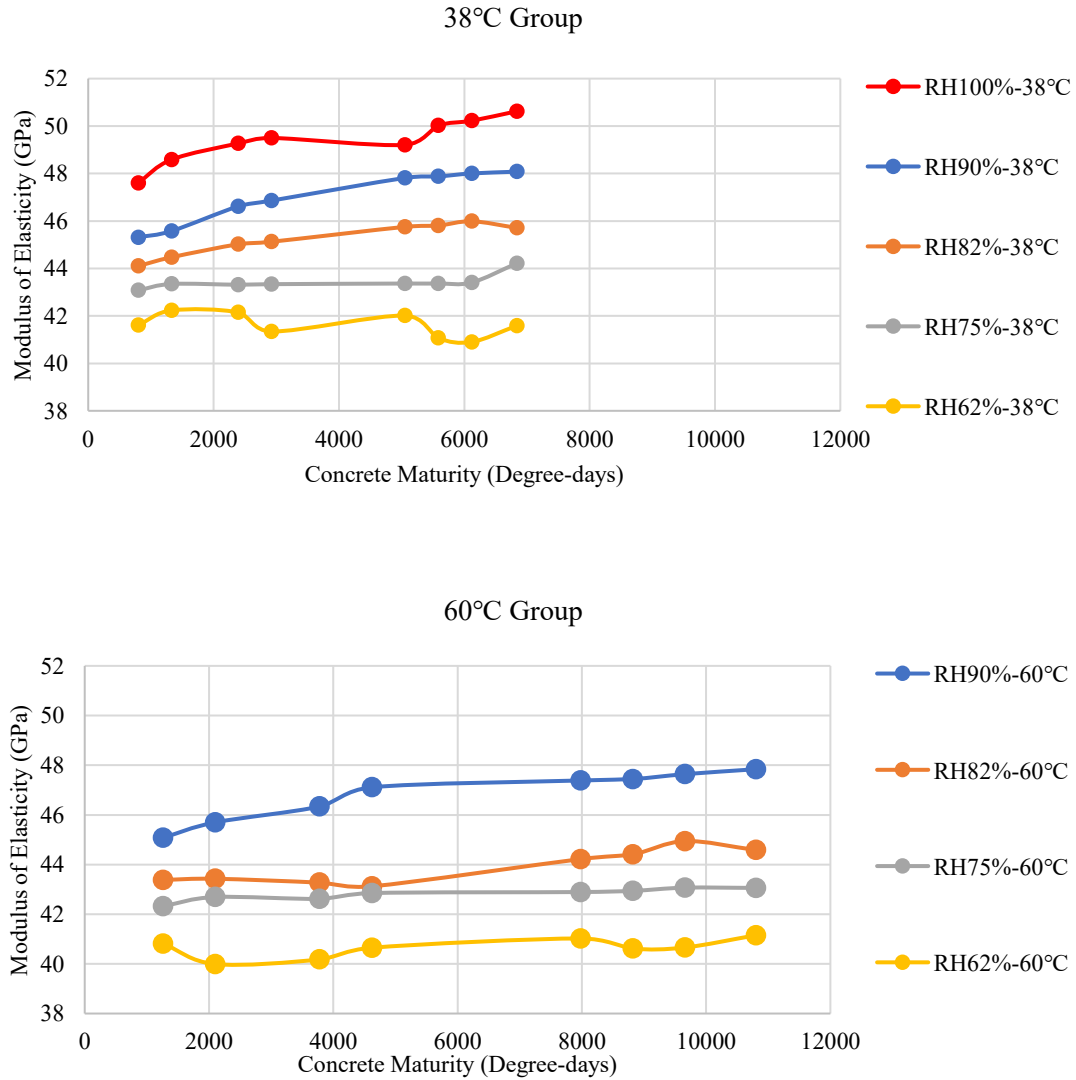 38℃ Group
Modulus of Elasticity (GPa)
52
50
48
46
44
42
40
38
0 2000 4000 6000 8000 10000 12000
Concrete Maturity (Degree-days)
RH100%-38℃
RH90%-38℃
RH82%-38℃
RH75%-38℃
RH62%-38℃
60℃ Group
Modulus of Elasticity (GPa)
52
50
48
46
44
42
40
38
0 2000 4000 6000 8000 10000 12000
Concrete Maturity (Degree-days)
RH90%-60℃
RH82%-60℃
RH75%-60℃
RH62%-60℃